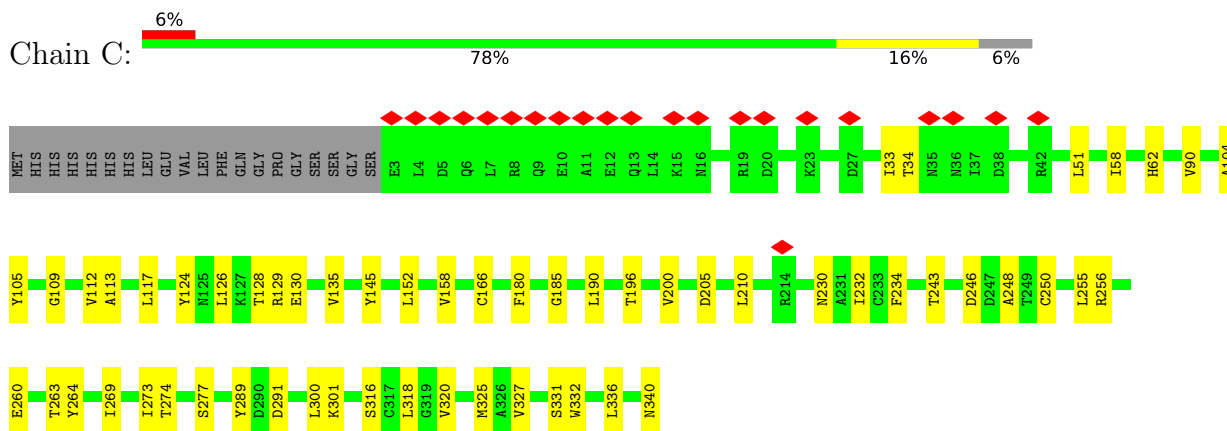 6%
Chain C:
78% 16% 6%
MET HIS HIS HIS HIS HIS HIS LEU GLU VAL LEU PHE GLN GLY PRO GLY SER SER GLY SER E3 L4 D5 Q6 L7 R8 Q9 E10 A11 E12 Q13 L14 K15 N16 R19 D20 K23 D27 I33 T34 N35 N36 I37 D38 R42 L51 I58 H62 V90 A104
Y105 G109 V112 A113 L117 Y124 N125 L126 K127 T128 R129 E130 V135 Y145 L152 V158 C166 F180 G185 L190 T196 V200 D205 L210 R214 N230 A231 I232 C233 F234 T243 D246 D247 A248 T249 C250 L255 R256
E260 T263 Y264 I269 I273 T274 S277 Y289 D290 D291 L300 K301 S316 C317 L318 G319 V320 M325 A326 V327 S331 W332 L336 N340